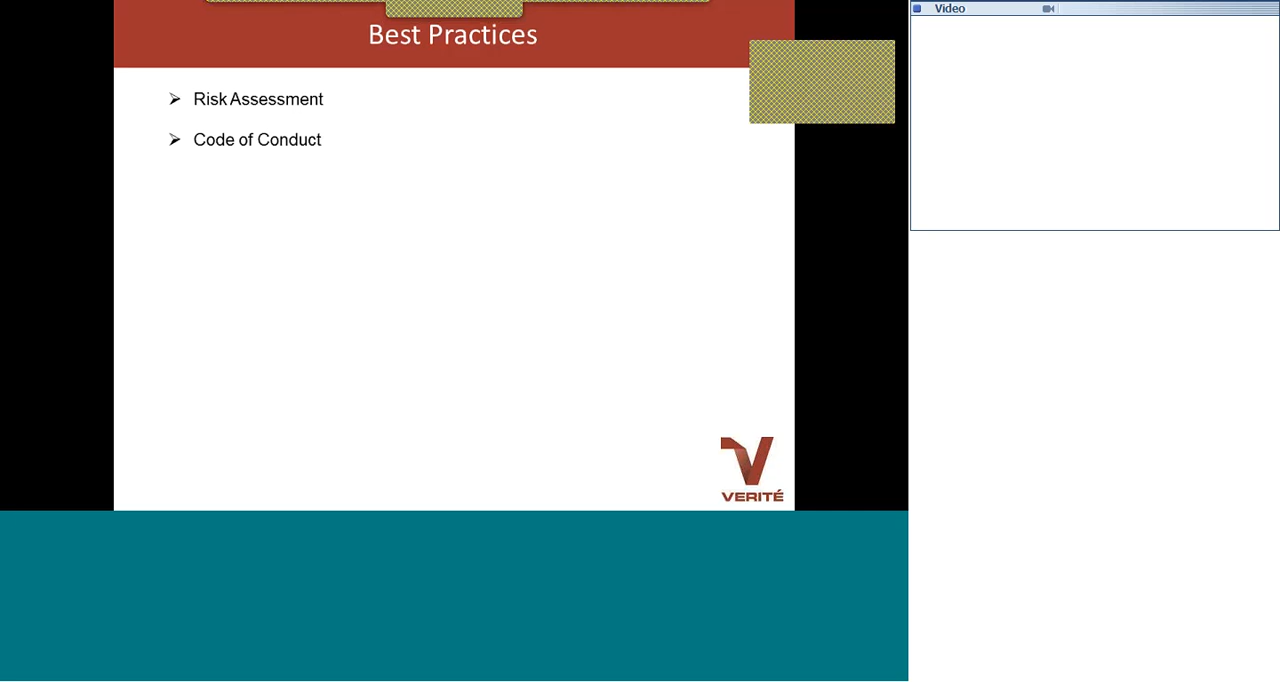 Best Practices
Risk Assessment
Code of Conduct
VERITÉ
Video